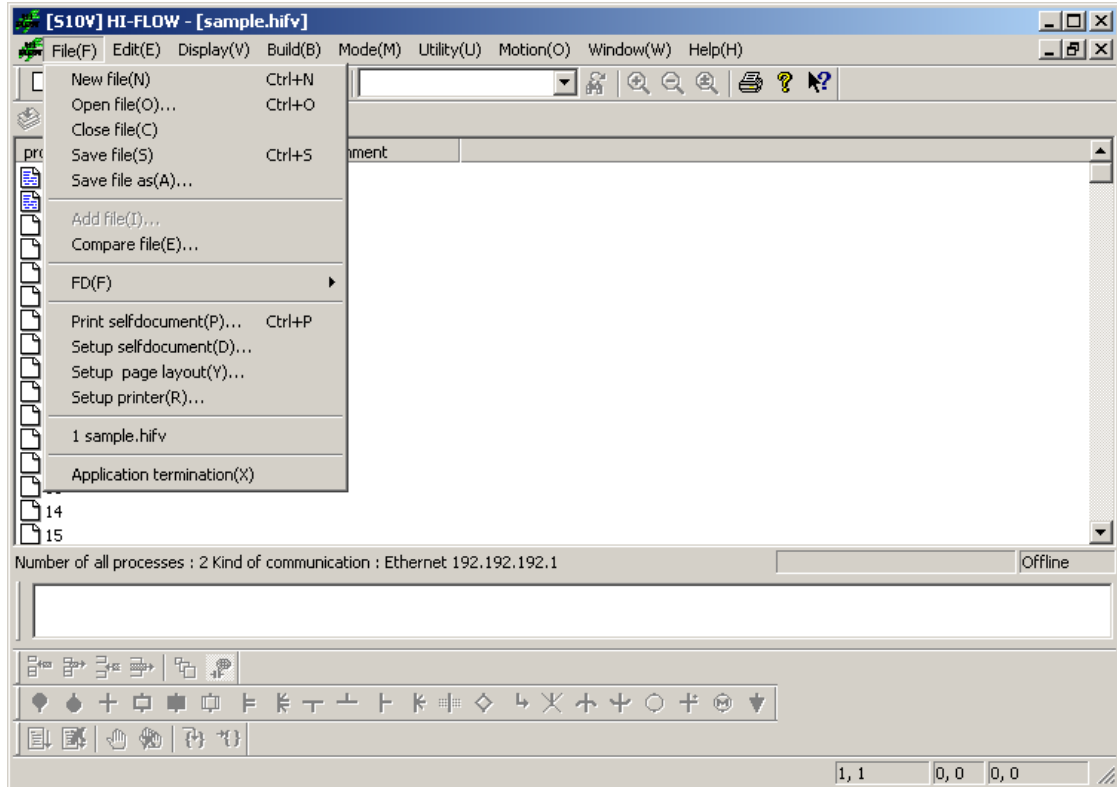 [S10V] HI-FLOW - [sample.hifv]
File(F) Edit(E) Display(V) Build(B) Mode(M) Utility(U) Motion(O) Window(W) Help(H)
New file(N) Ctrl+N
Open file(O)... Ctrl+O
Close file(C)
Save file(S) Ctrl+S
Save file as(A)...
Add file(I)...
Compare file(E)...
FD(F)
Print selfdocument(P)... Ctrl+P
Setup selfdocument(D)...
Setup page layout(Y)...
Setup printer(R)...
1 sample.hifv
Application termination(X)
14
15
Number of all processes : 2 Kind of communication : Ethernet 192.192.192.1
Offline
1, 1 0, 0 0, 0